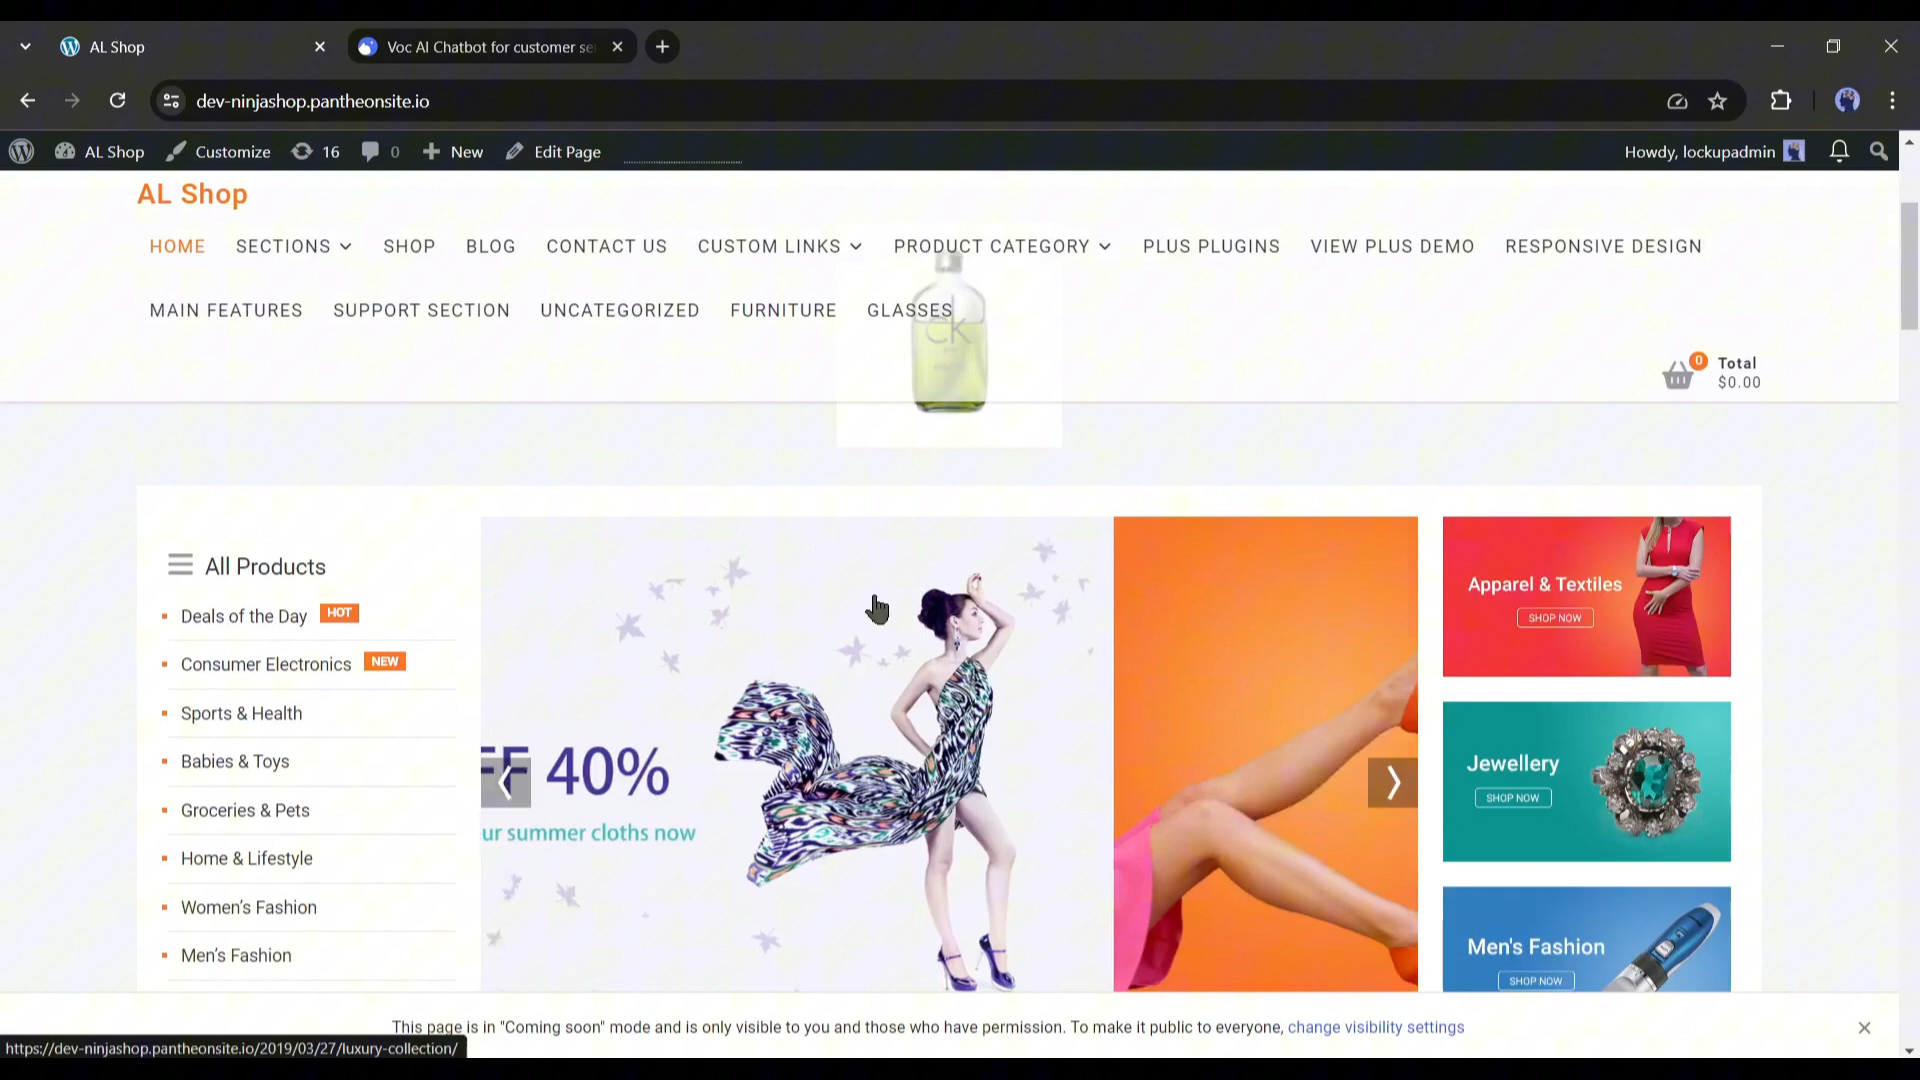 AL Shop
Voc AI Chatbot for customer se
dev-ninjashop.pantheonsite.io
AL Shop Customize 16 0 New Edit Page Howdy, lockupadmin
AL Shop
HOME SECTIONS SHOP BLOG CONTACT US CUSTOM LINKS PRODUCT CATEGORY PLUS PLUGINS VIEW PLUS DEMO RESPONSIVE DESIGN
MAIN FEATURES SUPPORT SECTION UNCATEGORIZED FURNITURE GLASSES
ck
0 Total
$0.00
All Products
Deals of the Day HOT
Consumer Electronics NEW
Sports & Health
Babies & Toys
Groceries & Pets
Home & Lifestyle
Women's Fashion
Men's Fashion
FF 40%
ur summer cloths now
Apparel & Textiles
SHOP NOW
Jewellery
SHOP NOW
Men's Fashion
SHOP NOW
This page is in "Coming soon" mode and is only visible to you and those who have permission. To make it public to everyone, change visibility settings
https://dev-ninjashop.pantheonsite.io/2019/03/27/luxury-collection/